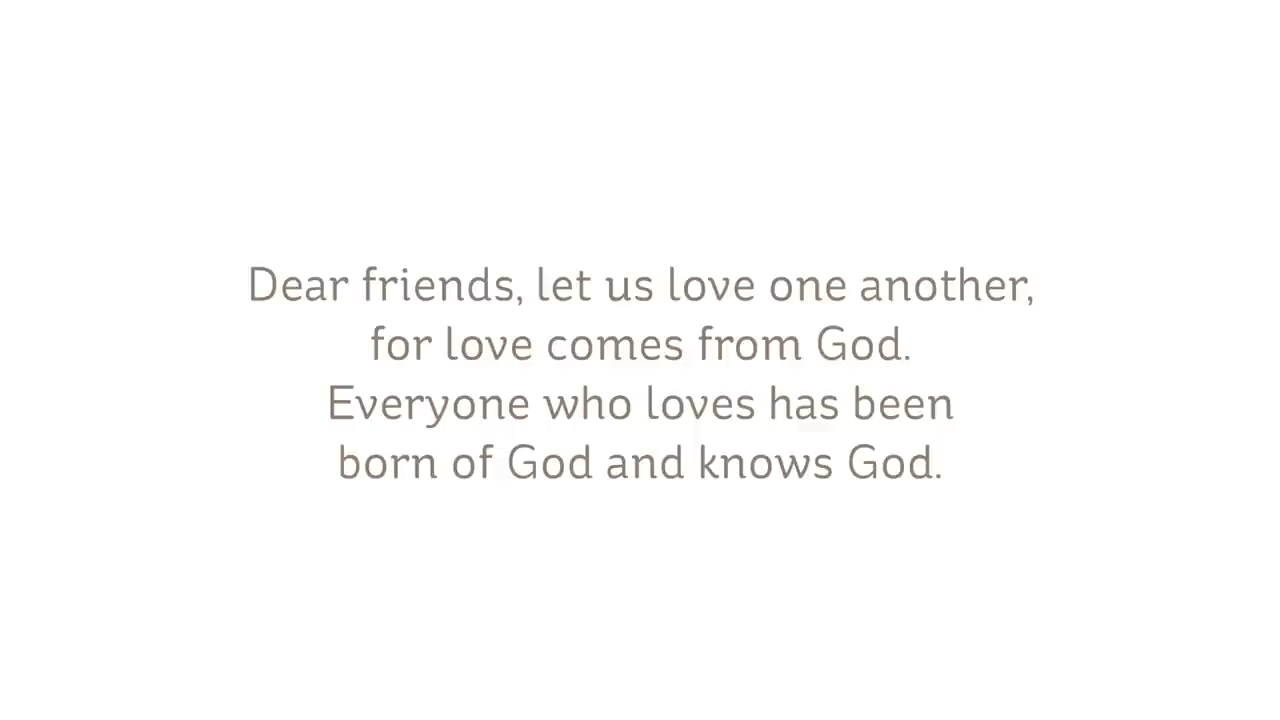 Dear friends, let us love one another,
for love comes from God.
Everyone who loves has been
born of God and knows God.